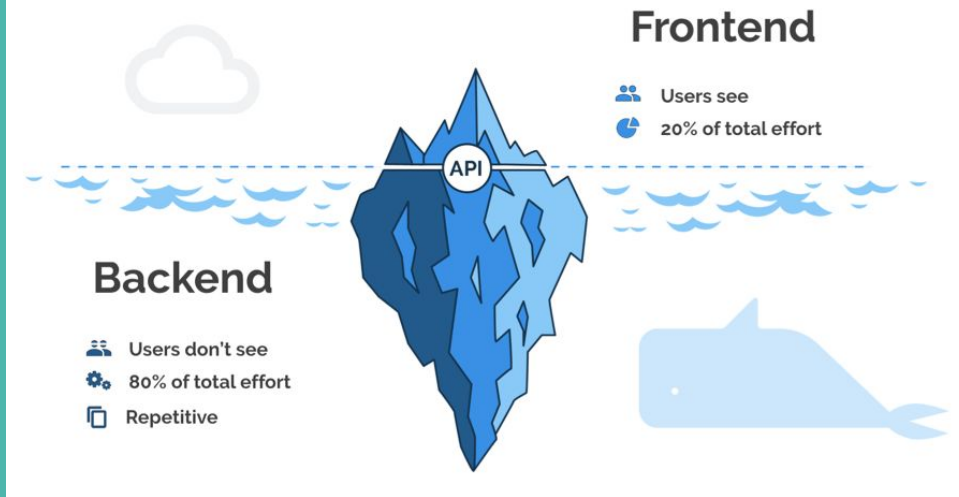 Frontend
Users see
20% of total effort
API
Backend
Users don't see
80% of total effort
Repetitive